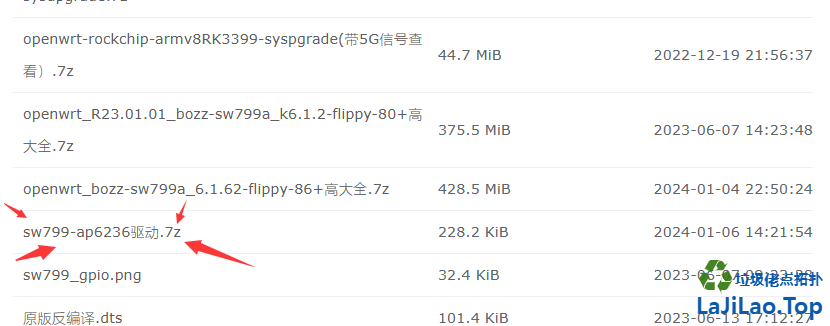 openwrt-rockchip-armv8RK3399-syspgrade(带5G信号查 44.7 MiB 2022-12-19 21:56:37
看）.7z
openwrt_R23.01.01_bozz-sw799a_k6.1.2-flippy-80+高 375.5 MiB 2023-06-07 14:23:48
大全.7z
openwrt_bozz-sw799a_6.1.62-flippy-86+高大全.7z 428.5 MiB 2024-01-04 22:50:24
sw799-ap6236驱动.7z 228.2 KiB 2024-01-06 14:21:54
sw799_gpio.png 32.4 KiB
垃圾佬点拓扑
LaJiLao.Top
原版反编译.dts 101.4 KiB 2023-06-13 17:12:27